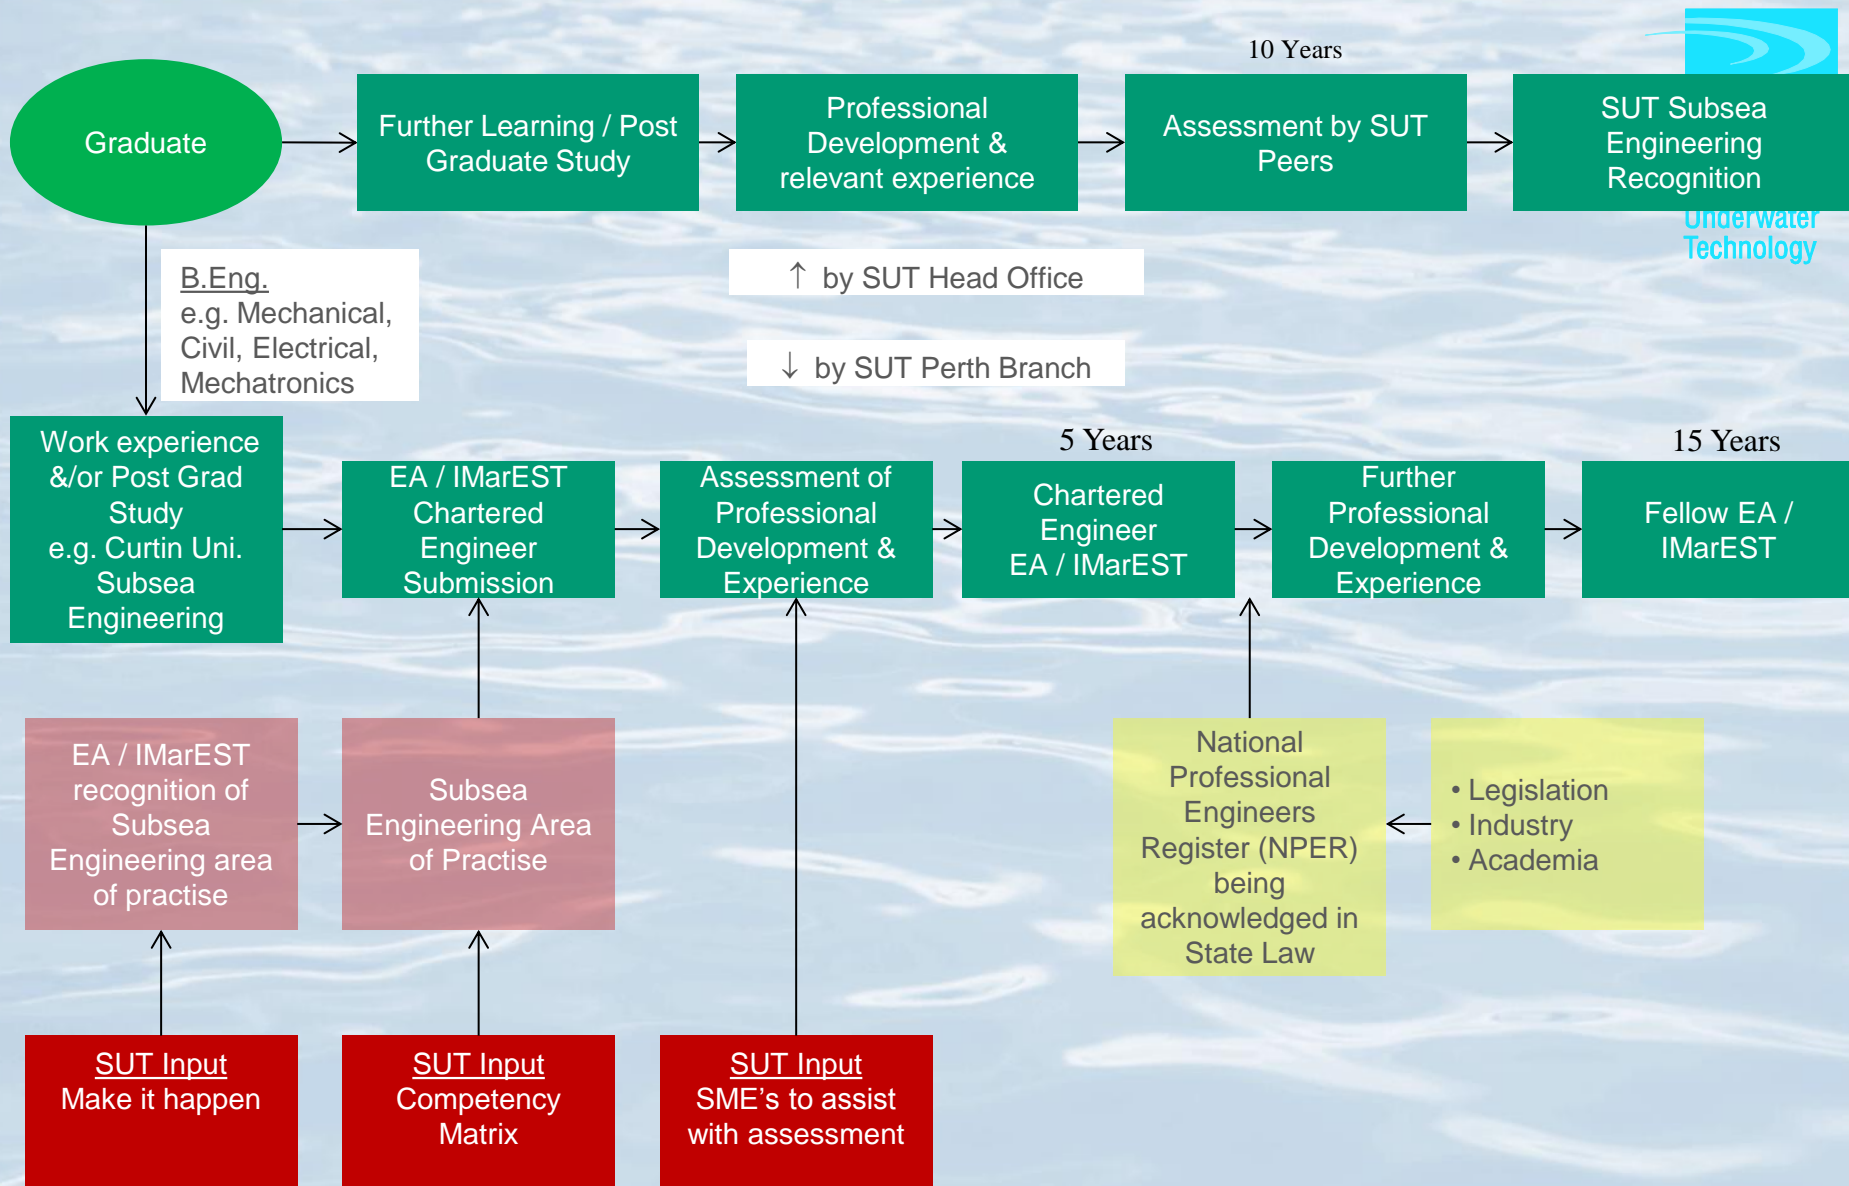 10 Years
Graduate
Further Learning / Post
Graduate Study
Professional
Development &
relevant experience
Assessment by SUT
Peers
SUT Subsea
Engineering
Recognition
Underwater
Technology
B.Eng.
e.g. Mechanical,
Civil, Electrical,
Mechatronics
↑ by SUT Head Office
↓ by SUT Perth Branch
5 Years
15 Years
Work experience
&/or Post Grad
Study
e.g. Curtin Uni.
Subsea
Engineering
EA / IMarEST
Chartered
Engineer
Submission
Assessment of
Professional
Development &
Experience
Chartered
Engineer
EA / IMarEST
Further
Professional
Development &
Experience
Fellow EA /
IMarEST
EA / IMarEST
recognition of
Subsea
Engineering area
of practise
Subsea
Engineering Area
of Practise
National
Professional
Engineers
Register (NPER)
being
acknowledged in
State Law
• Legislation
• Industry
• Academia
SUT Input
Make it happen
SUT Input
Competency
Matrix
SUT Input
SME's to assist
with assessment